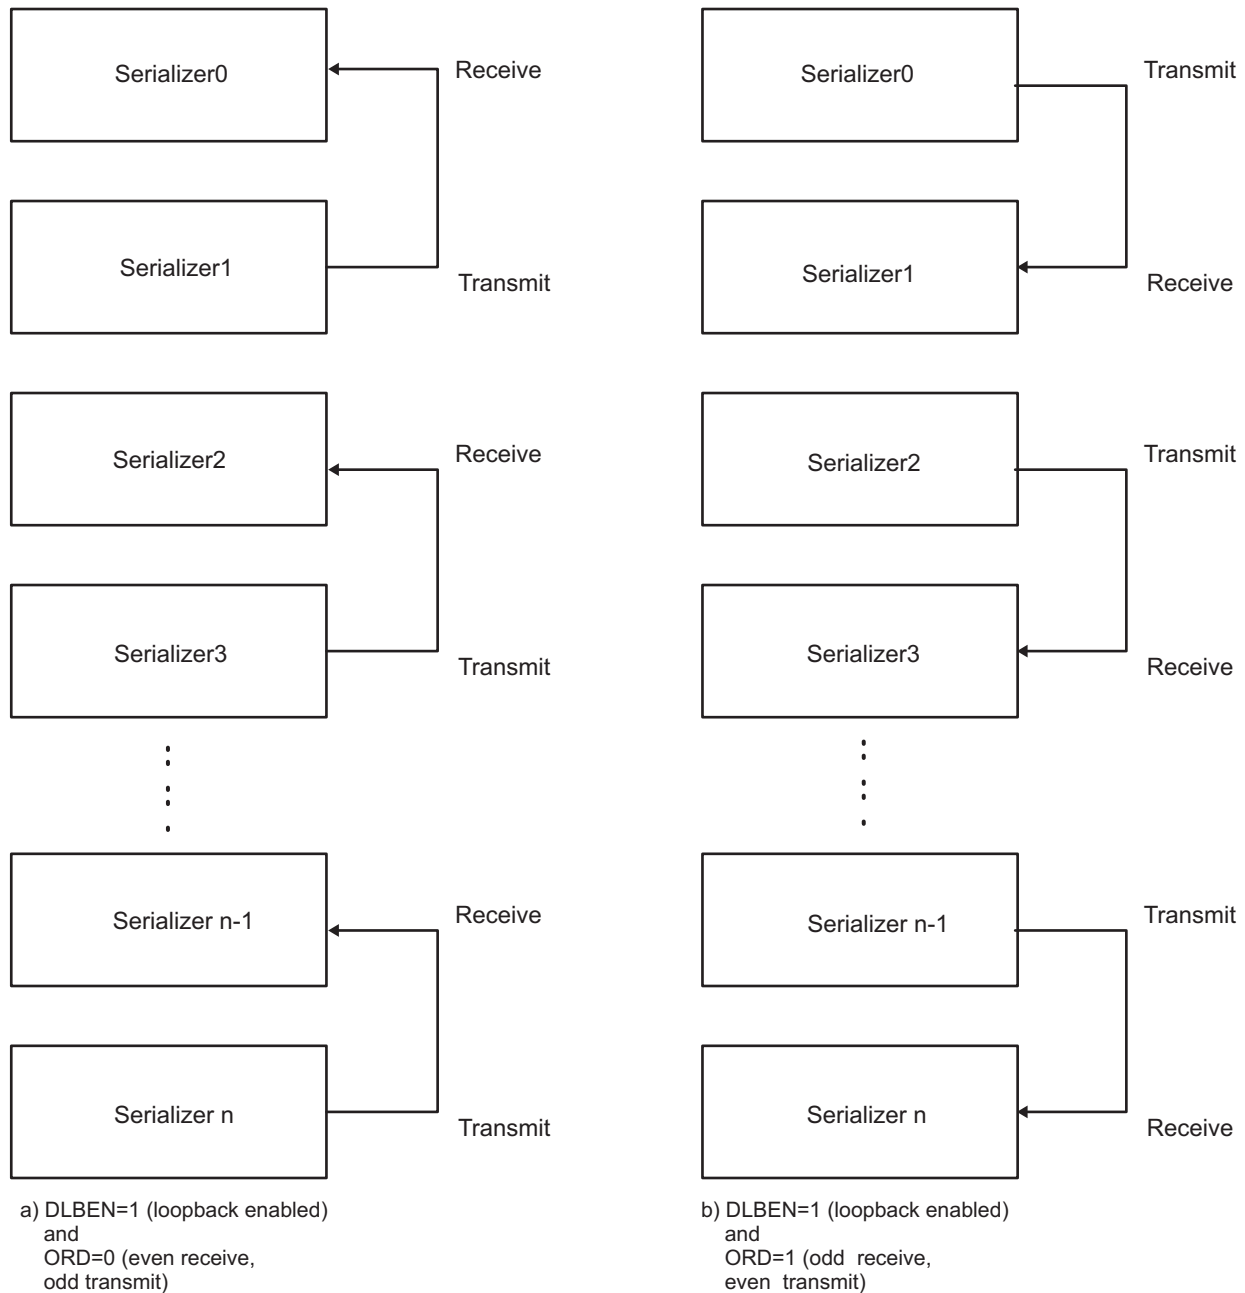 Serializer0
Receive
Serializer1
Transmit
Serializer2
Receive
Serializer3
Transmit
Serializer n-1
Receive
Serializer n
Transmit
a) DLBEN=1 (loopback enabled)
and
ORD=0 (even receive,
odd transmit)
Serializer0
Transmit
Serializer1
Receive
Serializer2
Transmit
Serializer3
Receive
Serializer n-1
Transmit
Serializer n
Receive
b) DLBEN=1 (loopback enabled)
and
ORD=1 (odd receive,
even transmit)